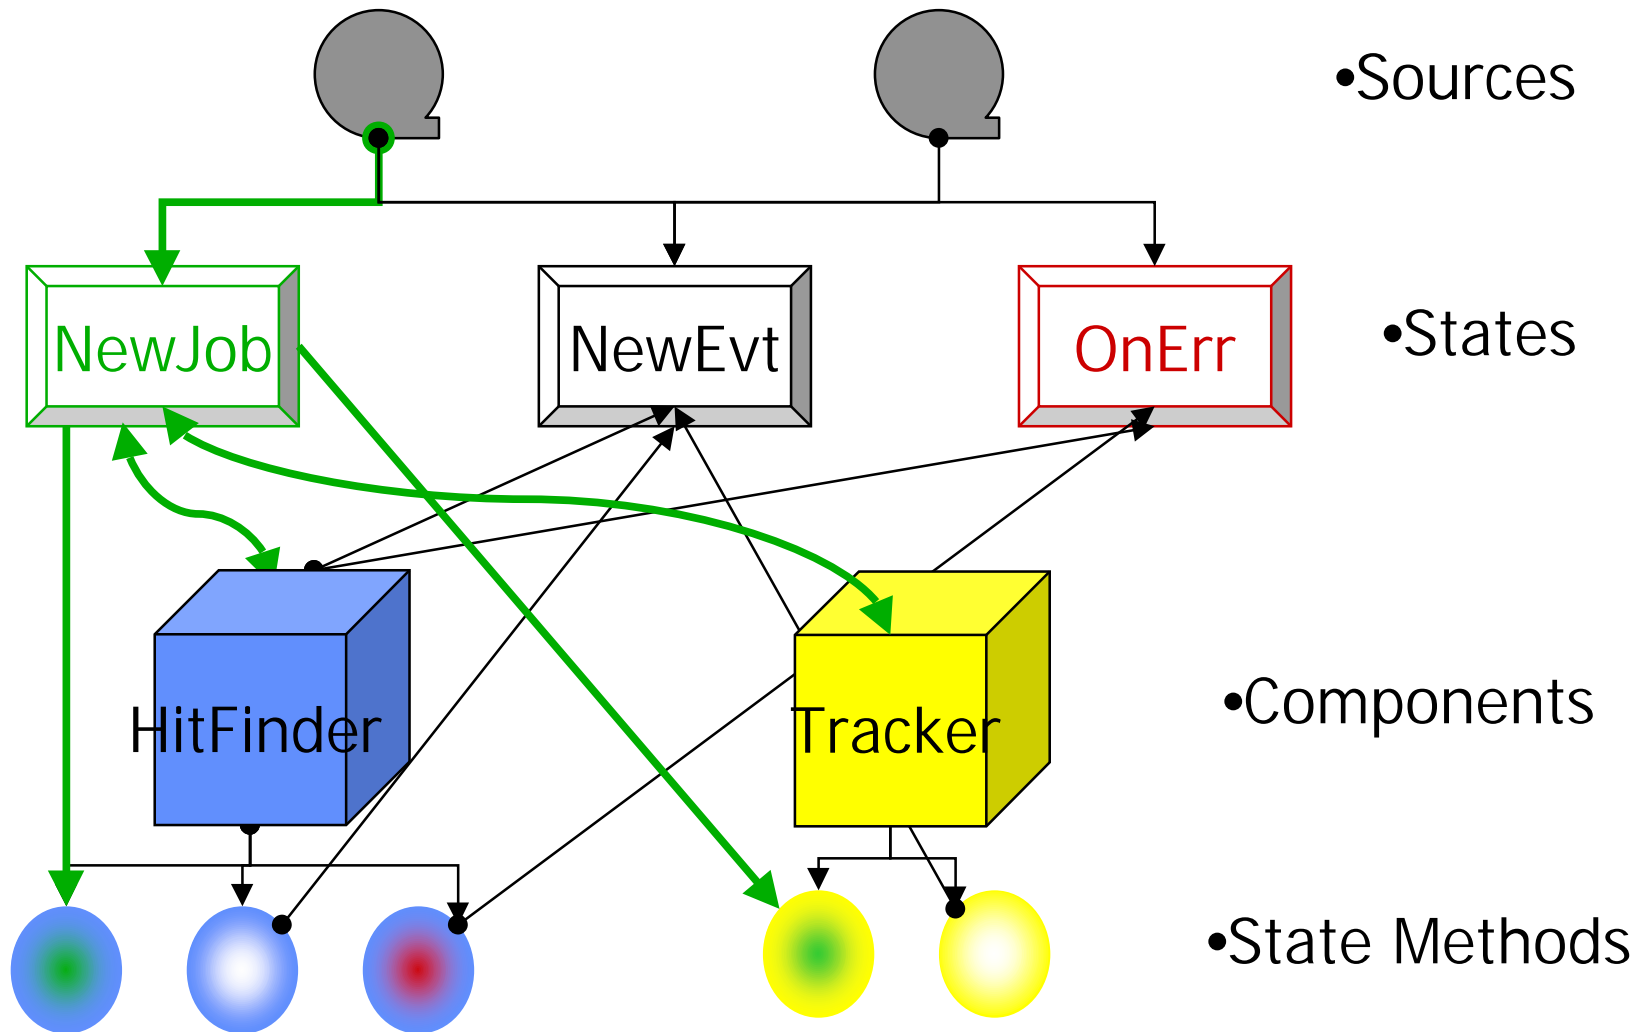 •Sources
NewJob
NewEvt
OnErr
•States
HitFinder
Tracker
•Components
•State Methods